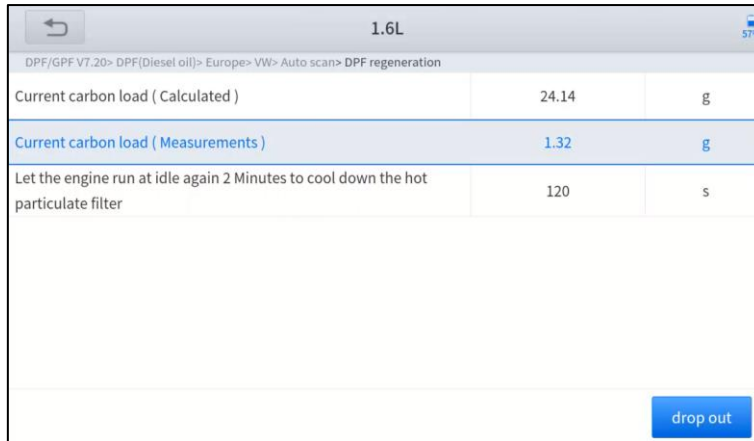 1.6L
DPF/GPF V7.20> DPF(Diesel oil)> Europe> VW> Auto scan> DPF regeneration
Current carbon load ( Calculated ) 24.14 g
Current carbon load ( Measurements ) 1.32 g
Let the engine run at idle again 2 Minutes to cool down the hot
particulate filter 120 s
drop out